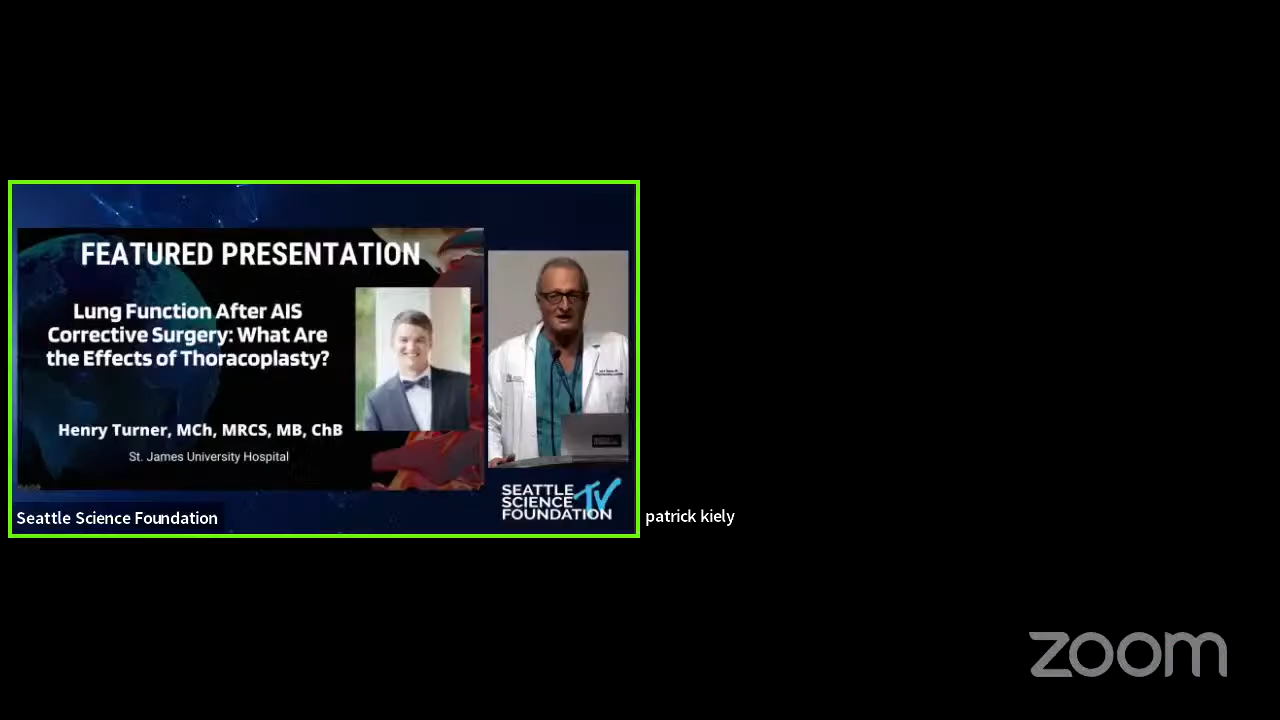 FEATURED PRESENTATION
Lung Function After AIS
Corrective Surgery: What Are
the Effects of Thoracoplasty?
Henry Turner, MCh, MRCS, MB, ChB
St. James University Hospital
SEATTLE
SCIENCE
FOUNDATION
TV
Seattle Science Foundation
patrick kiely
zoom